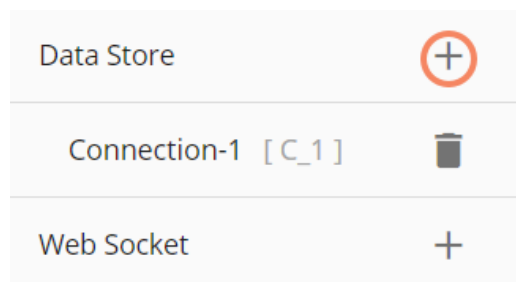 Data Store
Connection-1 [ C_1 ]
Web Socket